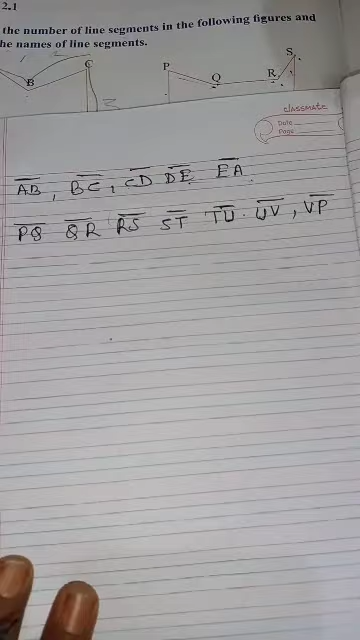 2.1
the number of line segments in the following figures and
he names of line segments.
B C P Q R S
classmate
Date
Page
AB, BC, CD DE EA
PQ QR RS ST TU. UV, VP